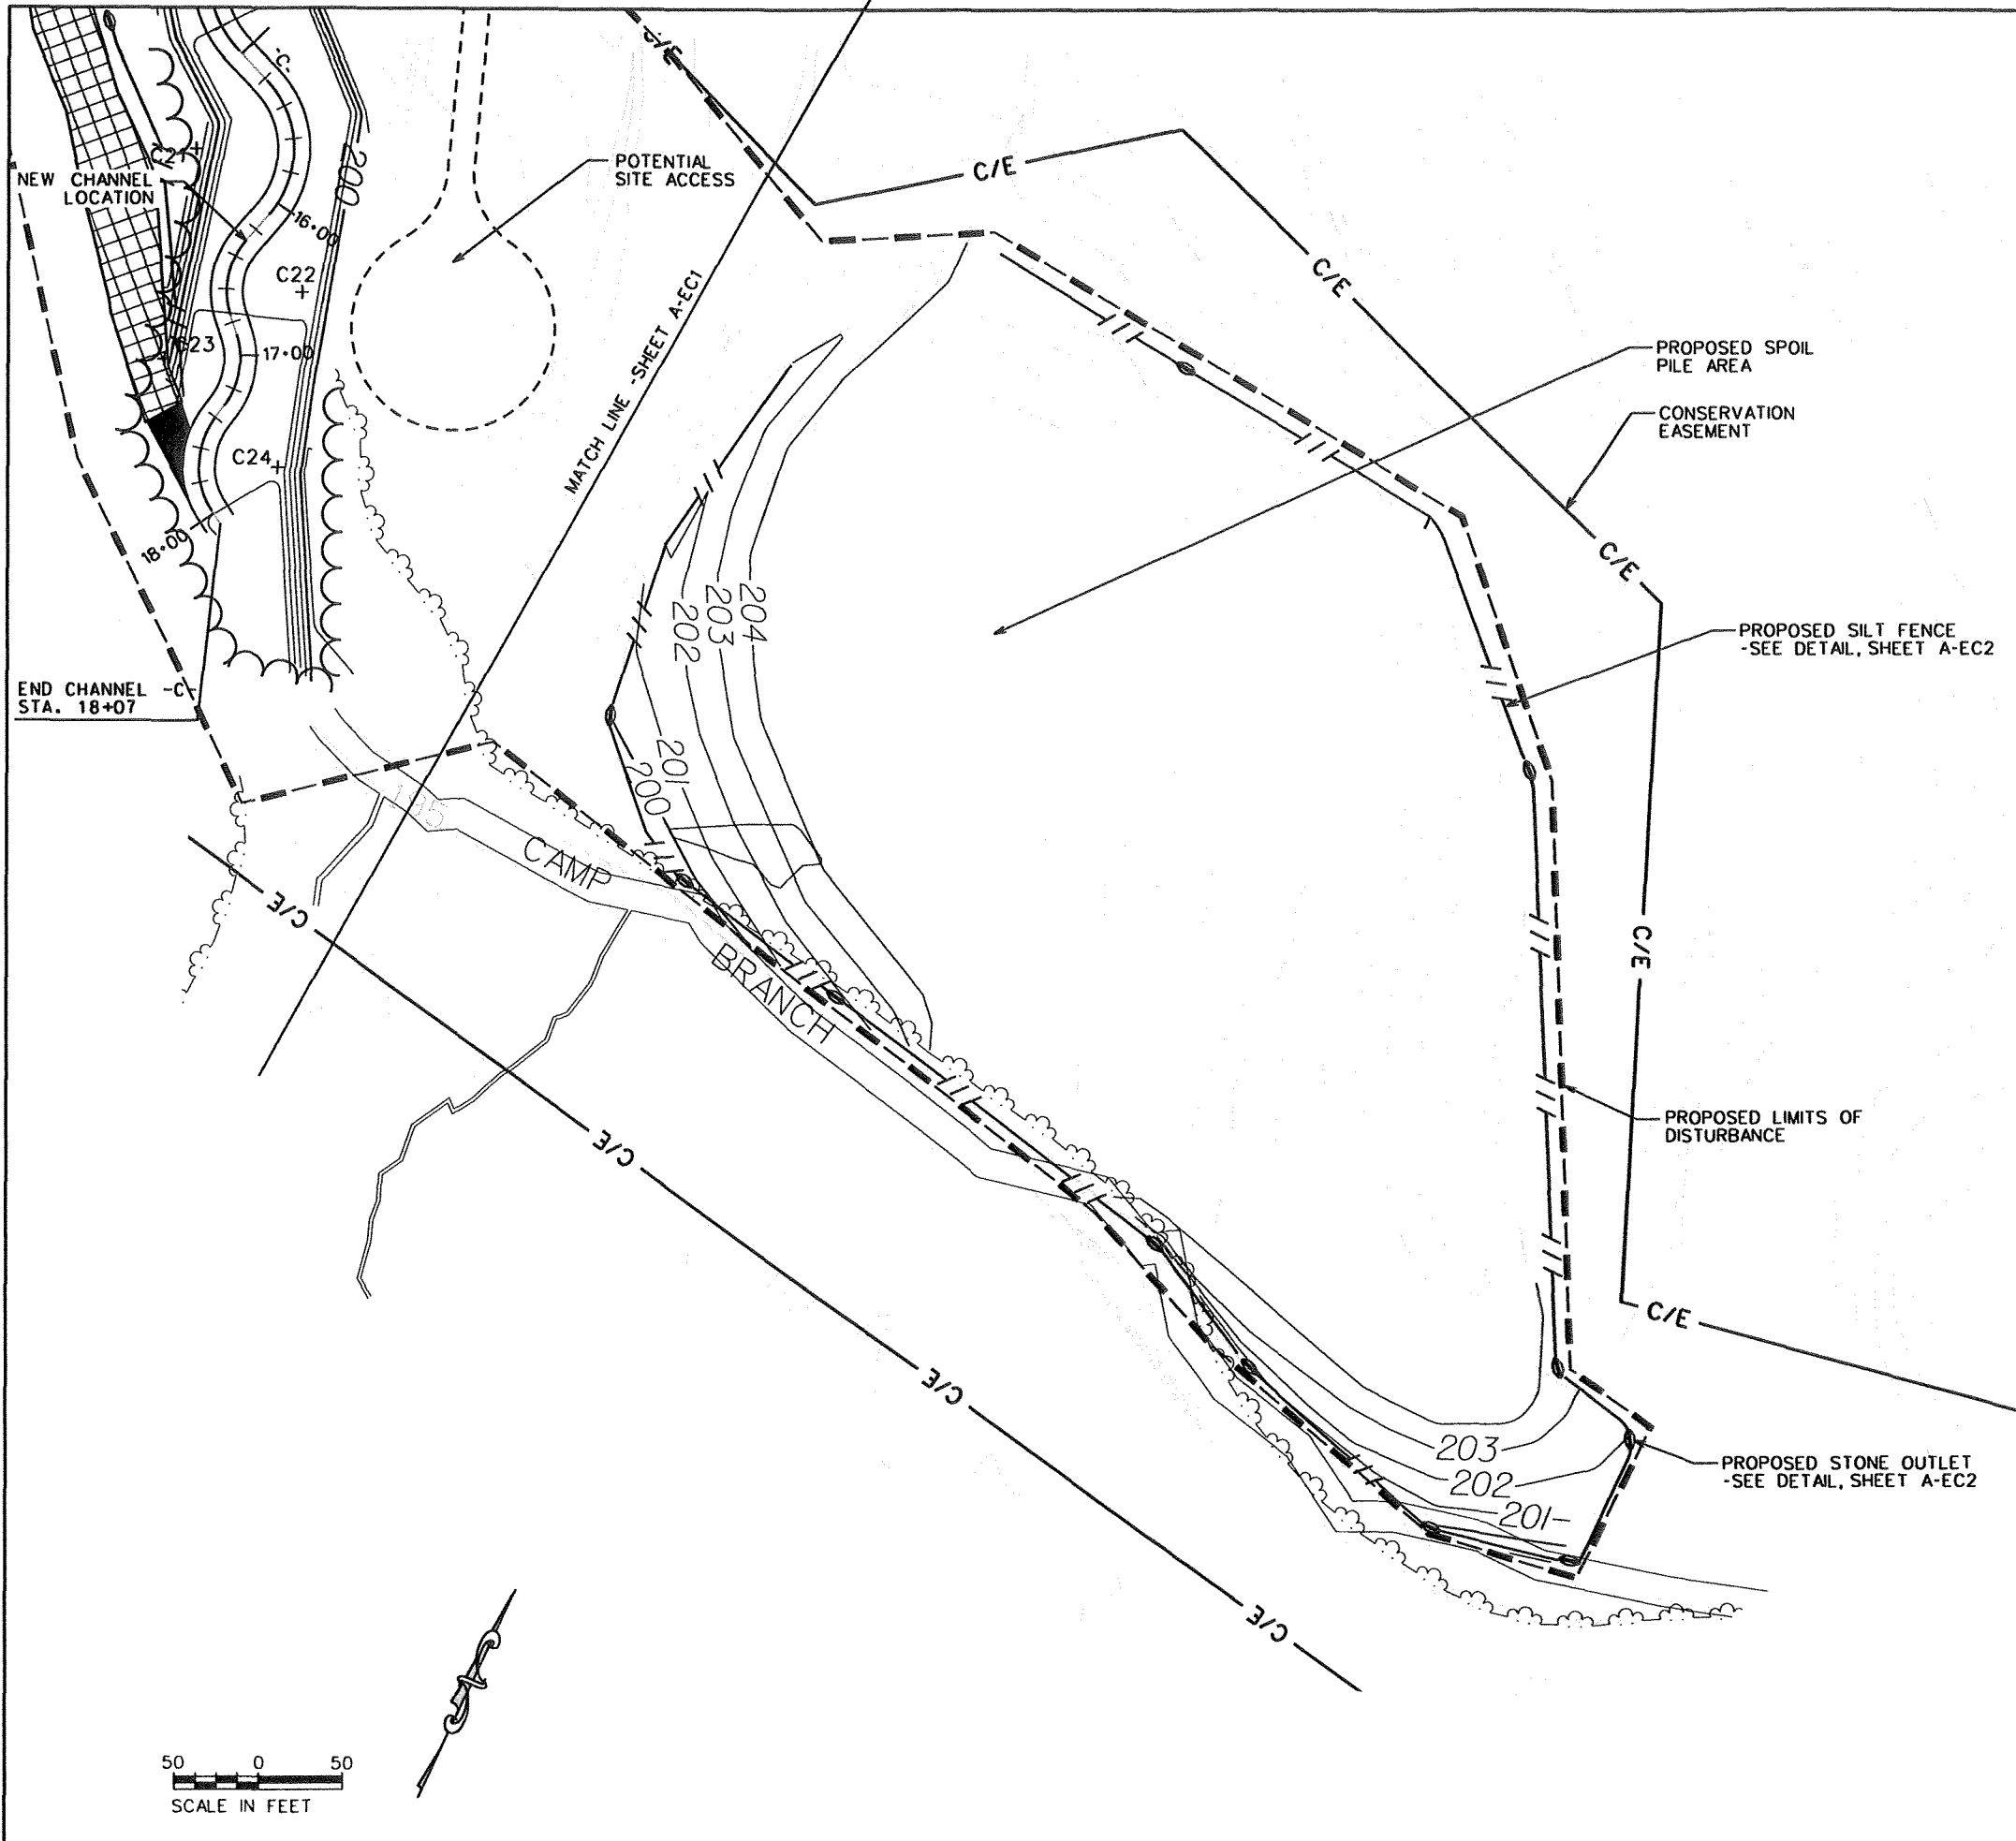 C/E
-C-
POTENTIAL
SITE ACCESS
C21
NEW CHANNEL
LOCATION
200
C/E
16+00
C22
C/E
C23
17+00
MATCH LINE -SHEET A-EC1
PROPOSED SPOIL
PILE AREA
CONSERVATION
EASEMENT
C24
18+00
C/E
204
203
202
PROPOSED SILT FENCE
-SEE DETAIL, SHEET A-EC2
END CHANNEL -C-
STA. 18+07
201
200
195
CAMP
BRANCH
C/E
C/E
PROPOSED LIMITS OF
DISTURBANCE
C/E
C/E
C/E
203
202
201
PROPOSED STONE OUTLET
-SEE DETAIL, SHEET A-EC2
C/E
50 0 50
SCALE IN FEET